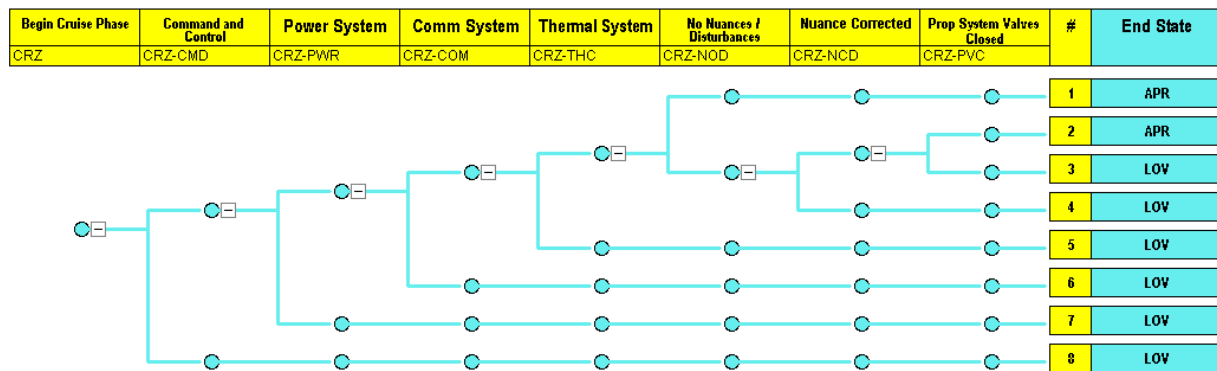 Begin Cruise Phase
Command and
Control
Power System
Comm System
Thermal System
No Nuances /
Disturbances
Nuance Corrected
Prop System Valves
Closed
#
End State
CRZ
CRZ-CMD
CRZ-PWR
CRZ-COM
CRZ-THC
CRZ-NOD
CRZ-NCD
CRZ-PVC
1 APR
2 APR
3 LOV
4 LOV
5 LOV
6 LOV
7 LOV
8 LOV